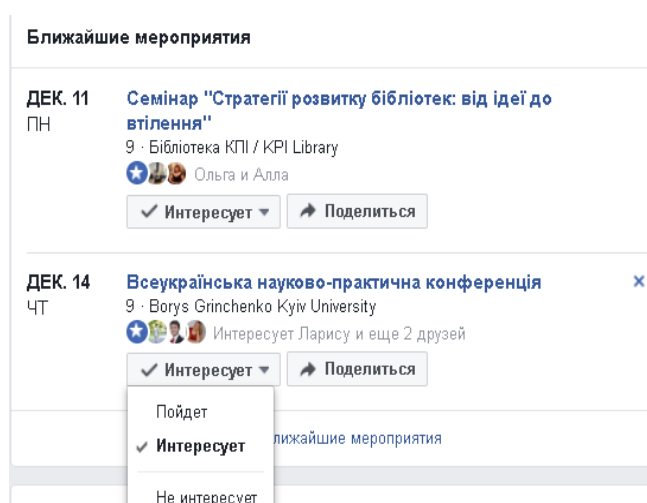 Ближайшие мероприятия
ДЕК. 11
ПН
Семінар "Стратегії розвитку бібліотек: від ідеї до
втілення"
9 · Бібліотека КПІ / KPI Library
Ольга и Алла
Интересует
Поделиться
ДЕК. 14
ЧТ
Всеукраїнська науково-практична конференція
9 · Borys Grinchenko Kyiv University
Интересует Ларису и еще 2 друзей
Интересует
Поделиться
Пойдет
Интересует
мероприятия
Не интересует